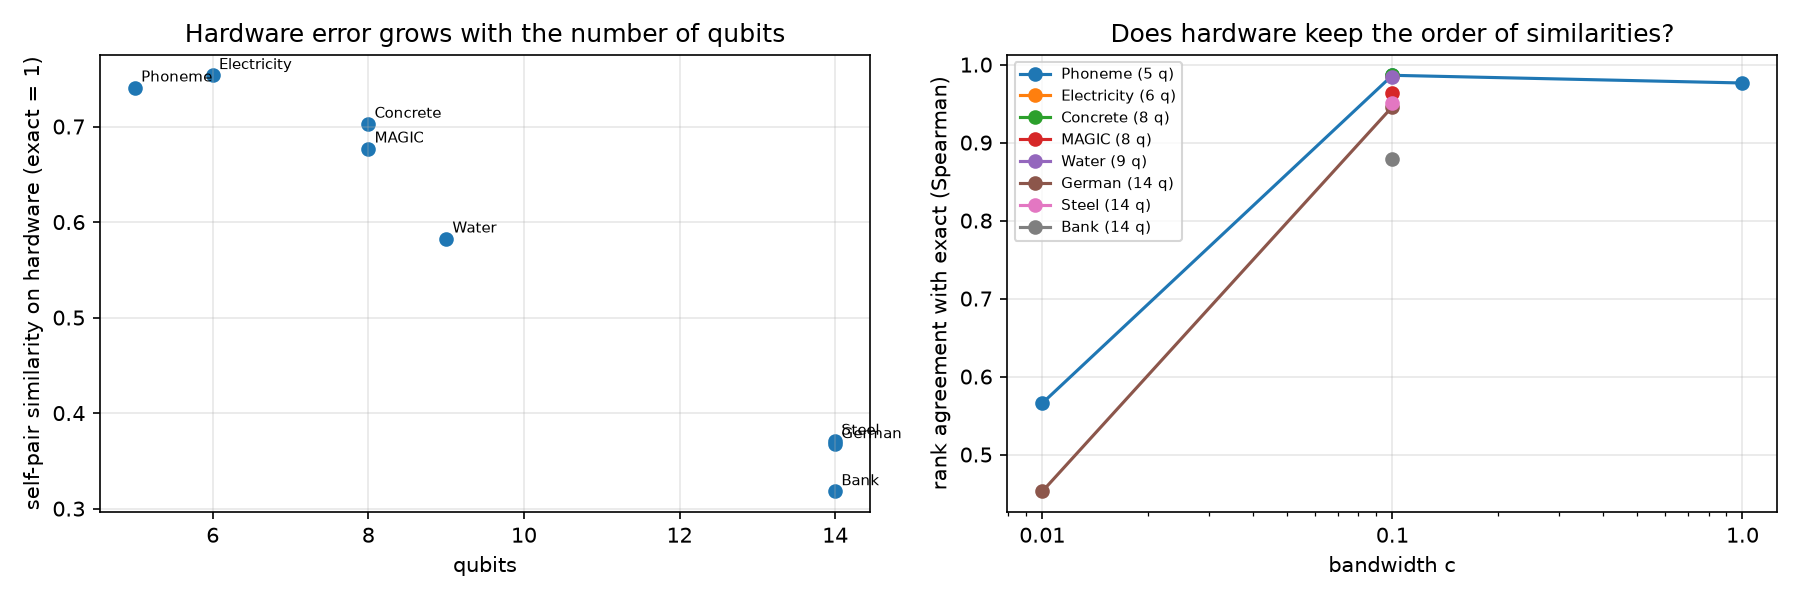 Hardware error grows with the number of qubits
self-pair similarity on hardware (exact = 1)
0.7
0.6
0.5
0.4
0.3
Phoneme
Electricity
Concrete
MAGIC
Water
Steel
German
Bank
6
8
10
12
14
qubits
Does hardware keep the order of similarities?
rank agreement with exact (Spearman)
1.0
0.9
0.8
0.7
0.6
0.5
Phoneme (5 q)
Electricity (6 q)
Concrete (8 q)
MAGIC (8 q)
Water (9 q)
German (14 q)
Steel (14 q)
Bank (14 q)
0.01
0.1
1.0
bandwidth c